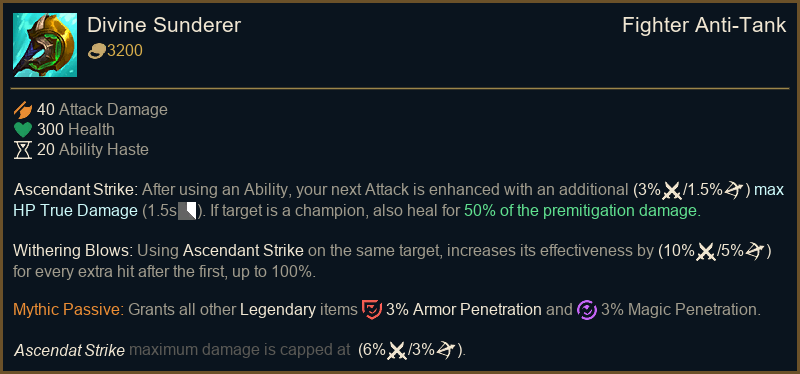 Divine Sunderer
Fighter Anti-Tank
3200
40 Attack Damage
300 Health
20 Ability Haste
Ascendant Strike: After using an Ability, your next Attack is enhanced with an additional (3%/1.5%) max
HP True Damage (1.5s). If target is a champion, also heal for 50% of the premitigation damage.
Withering Blows: Using Ascendant Strike on the same target, increases its effectiveness by (10%/5%)
for every extra hit after the first, up to 100%.
Mythic Passive: Grants all other Legendary items 3% Armor Penetration and 3% Magic Penetration.
Ascendat Strike maximum damage is capped at (6%/3%).